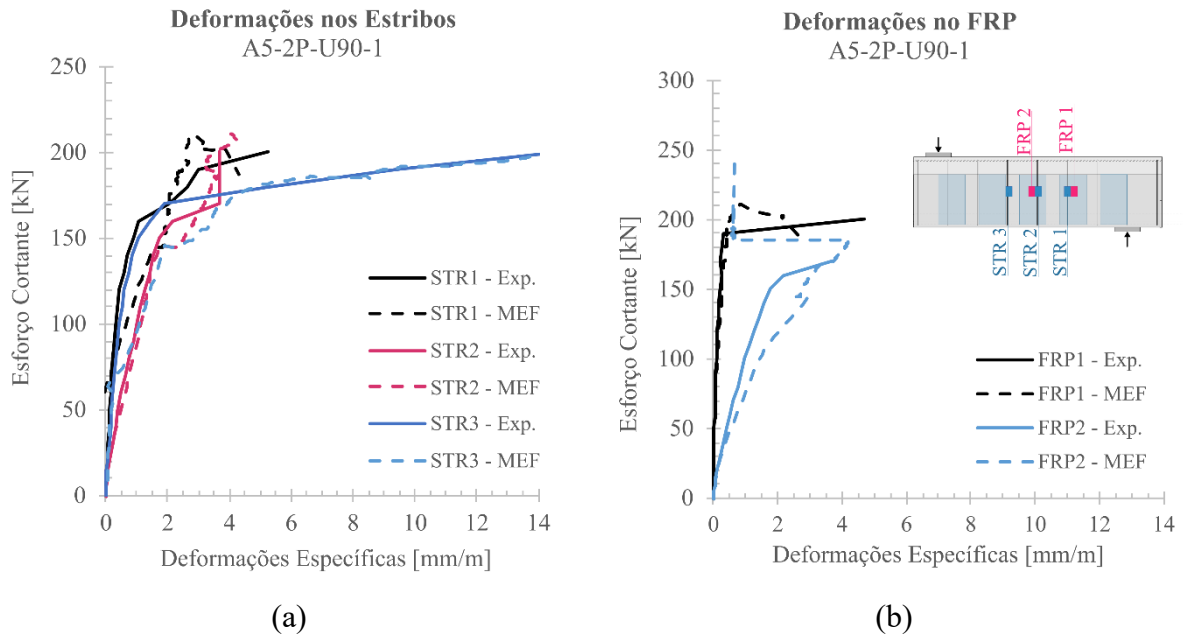 Deformações nos Estribos
A5-2P-U90-1
250
200
150
100
50
0
Esforço Cortante [kN]
0 2 4 6 8 10 12 14
Deformações Específicas [mm/m]
STR1 - Exp.
STR1 - MEF
STR2 - Exp.
STR2 - MEF
STR3 - Exp.
STR3 - MEF
(a)
Deformações no FRP
A5-2P-U90-1
300
250
200
150
100
50
0
Esforço Cortante [kN]
0 2 4 6 8 10 12 14
Deformações Específicas [mm/m]
FRP 2
FRP 1
STR 3
STR 2
STR 1
FRP1 - Exp.
FRP1 - MEF
FRP2 - Exp.
FRP2 - MEF
(b)